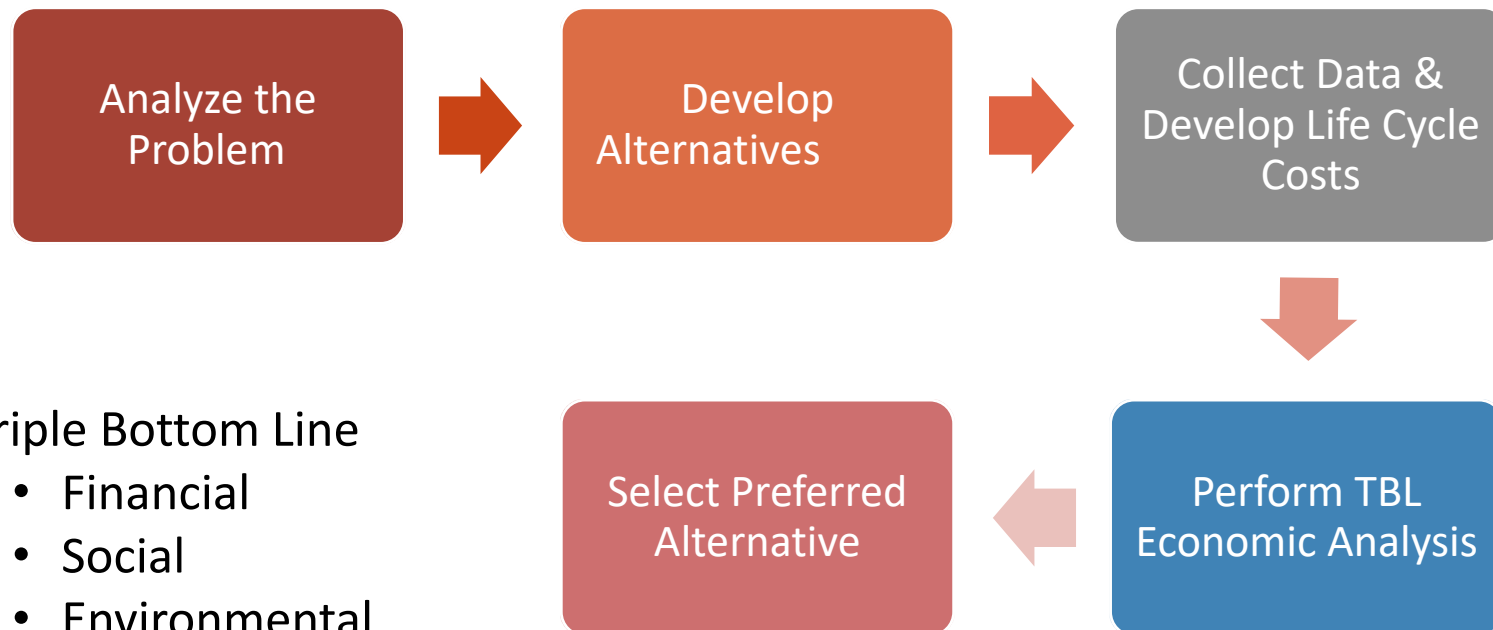 Analyze the
Problem
Develop
Alternatives
Collect Data &
Develop Life Cycle
Costs
riple Bottom Line
• Financial
• Social
• Environmental
Select Preferred
Alternative
Perform TBL
Economic Analysis